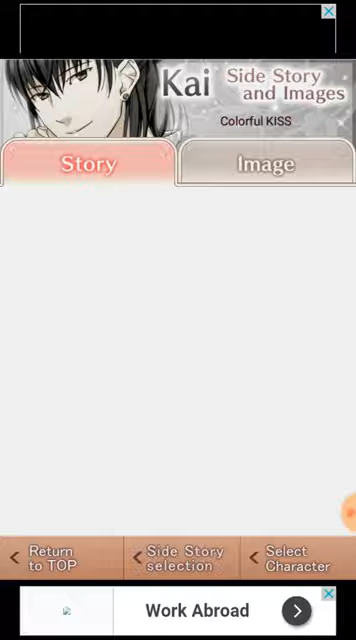 Kai
Side Story
and Images
Colorful KISS
Story
Image
Return
to TOP
Side Story
selection
Select
Character
Work Abroad